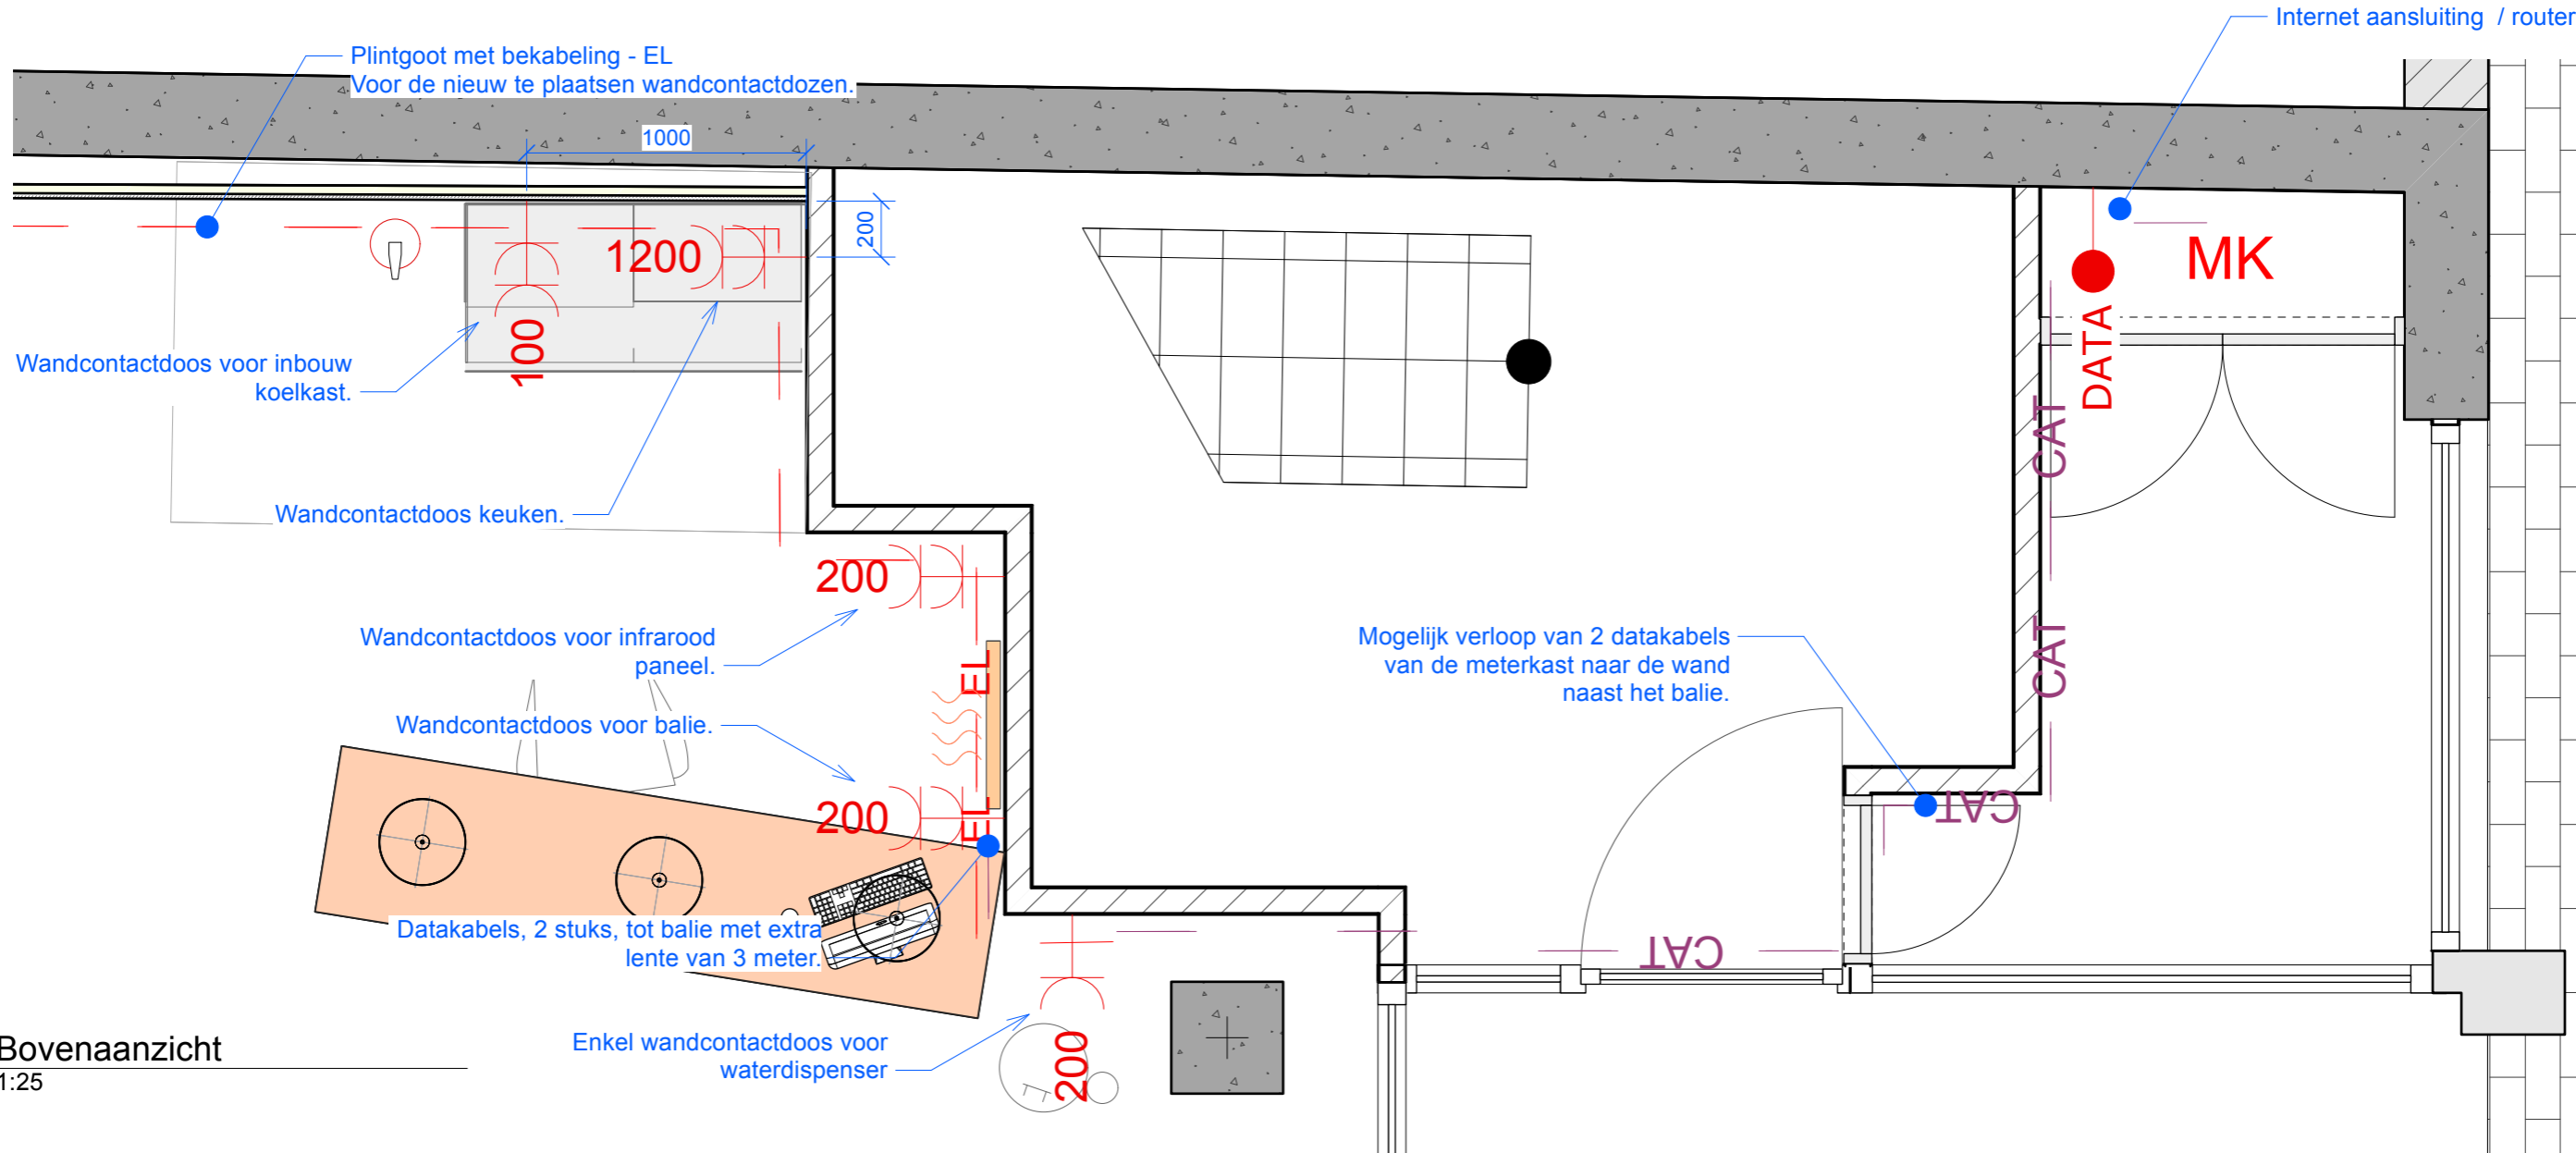 Internet aansluiting / router
Plintgoot met bekabeling - EL
Voor de nieuw te plaatsen wandcontactdozen.
1000
200
1200
100
MK
DATA
CAT
Wandcontactdoos voor inbouw
koelkast.
Wandcontactdoos keuken.
200
Wandcontactdoos voor infrarood
paneel.
EL
CAT
Mogelijk verloop van 2 datakabels
van de meterkast naar de wand
naast het balie.
Wandcontactdoos voor balie.
200
EL
CAT
Datakabels, 2 stuks, tot balie met extra
lente van 3 meter.
CAT
Enkel wandcontactdoos voor
waterdispenser
200
Bovenaanzicht
1:25